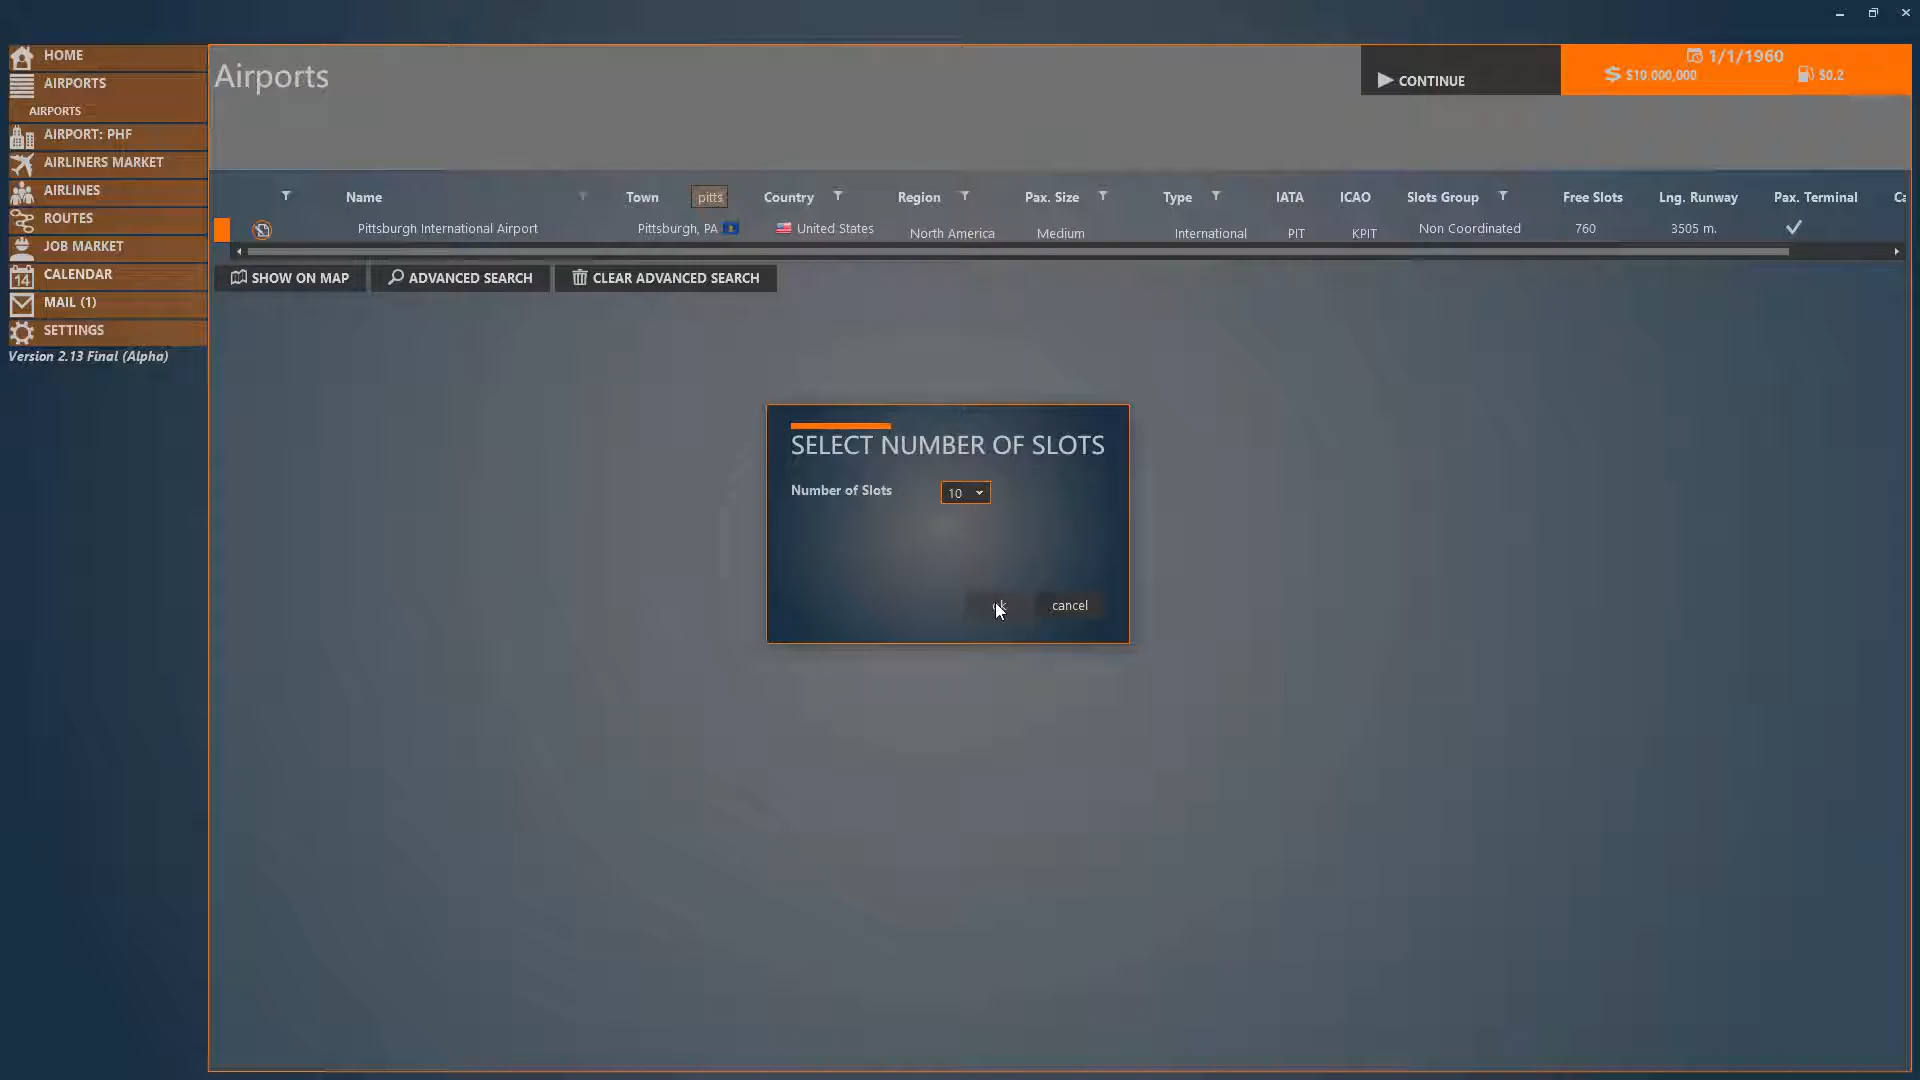 HOME
AIRPORTS
AIRPORTS
AIRPORT: PHF
AIRLINERS MARKET
AIRLINES
ROUTES
JOB MARKET
14 CALENDAR
MAIL (1)
SETTINGS
Version 2.13 Final (Alpha)
Airports
CONTINUE
1/1/1960
$10,000,000 $0.2
Name Town pitts Country Region Pax. Size Type IATA ICAO Slots Group Free Slots Lng. Runway Pax. Terminal Ca
Pittsburgh International Airport Pittsburgh, PA United States North America Medium International PIT KPIT Non Coordinated 760 3505 m.
SHOW ON MAP ADVANCED SEARCH CLEAR ADVANCED SEARCH
SELECT NUMBER OF SLOTS
Number of Slots 10
ok cancel